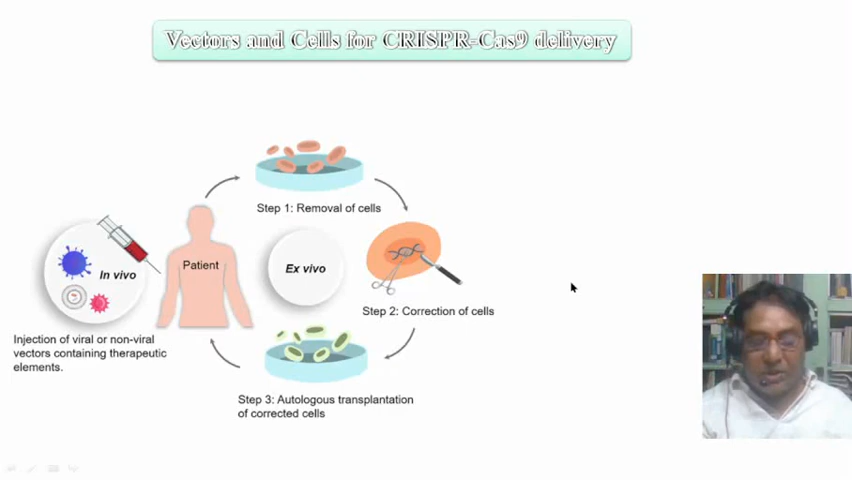 Vectors and Cells for CRISPR-Cas9 delivery
Step 1: Removal of cells
In vivo
Patient
Ex vivo
Step 2: Correction of cells
Injection of viral or non-viral
vectors containing therapeutic
elements.
Step 3: Autologous transplantation
of corrected cells